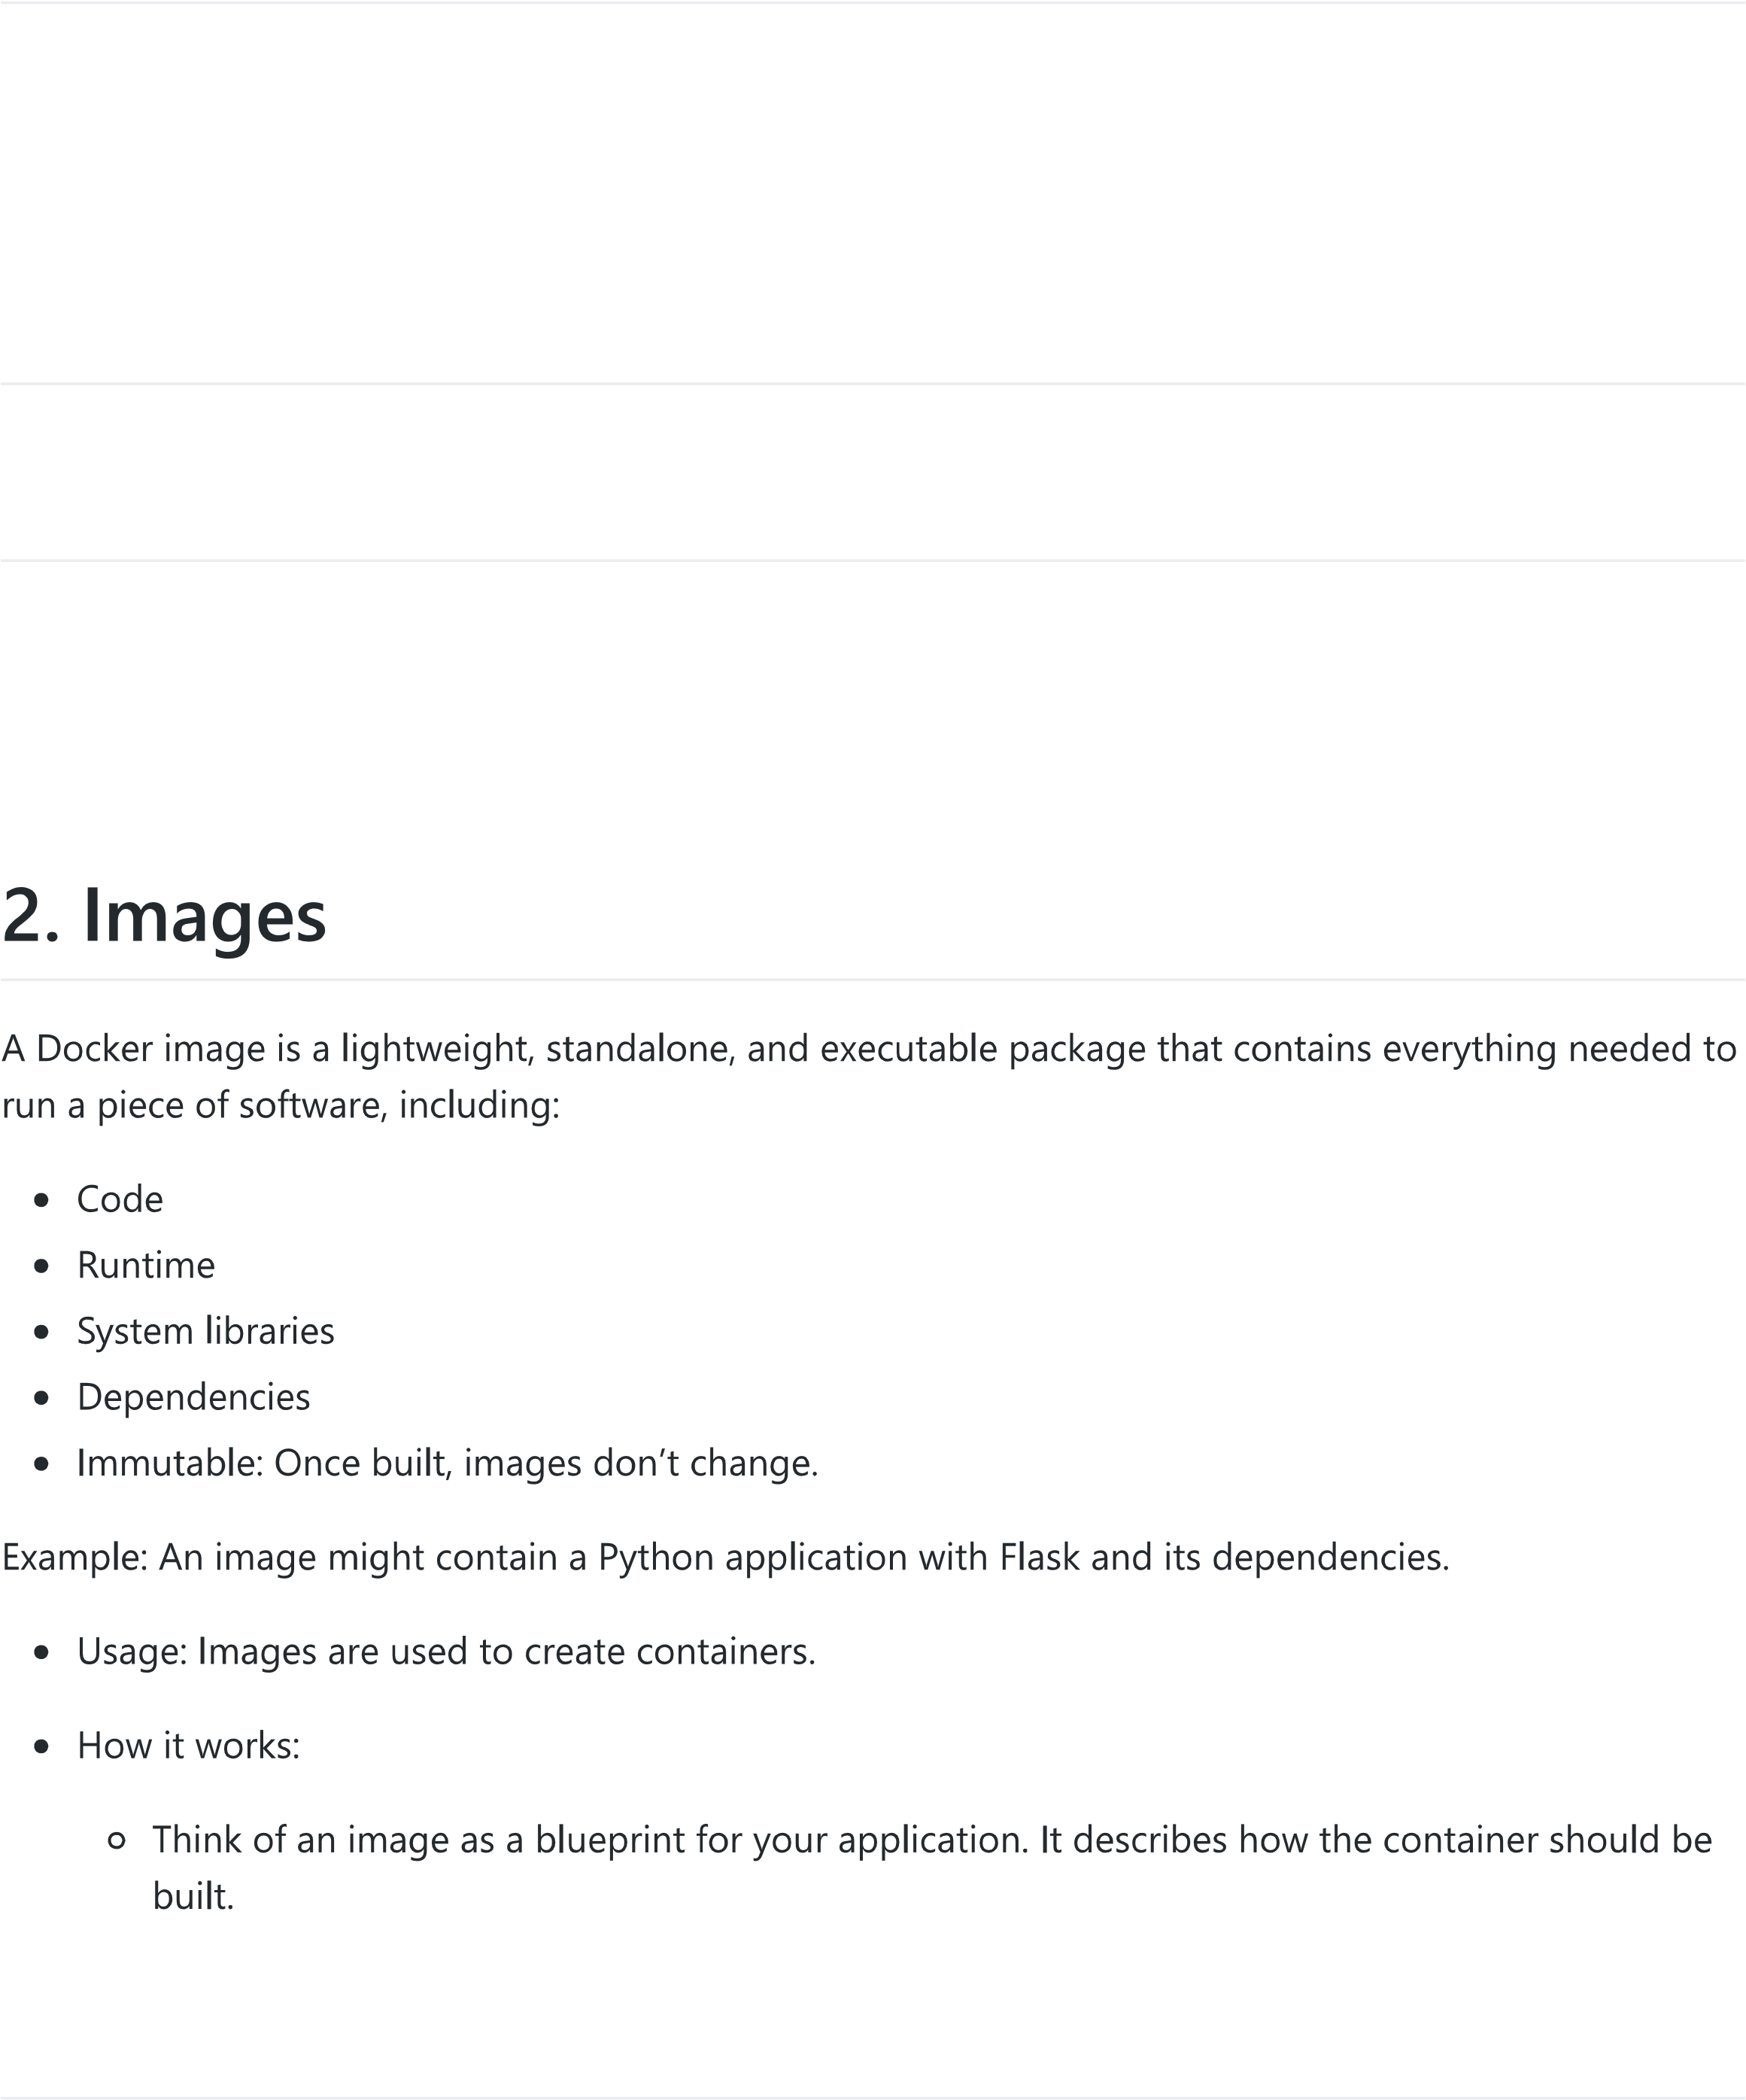 2. Images
A Docker image is a lightweight, standalone, and executable package that contains everything needed to
run a piece of software, including:
• Code
• Runtime
• System libraries
• Dependencies
• Immutable: Once built, images don’t change.
Example: An image might contain a Python application with Flask and its dependencies.
• Usage: Images are used to create containers.
• How it works:
◦ Think of an image as a blueprint for your application. It describes how the container should be
built.